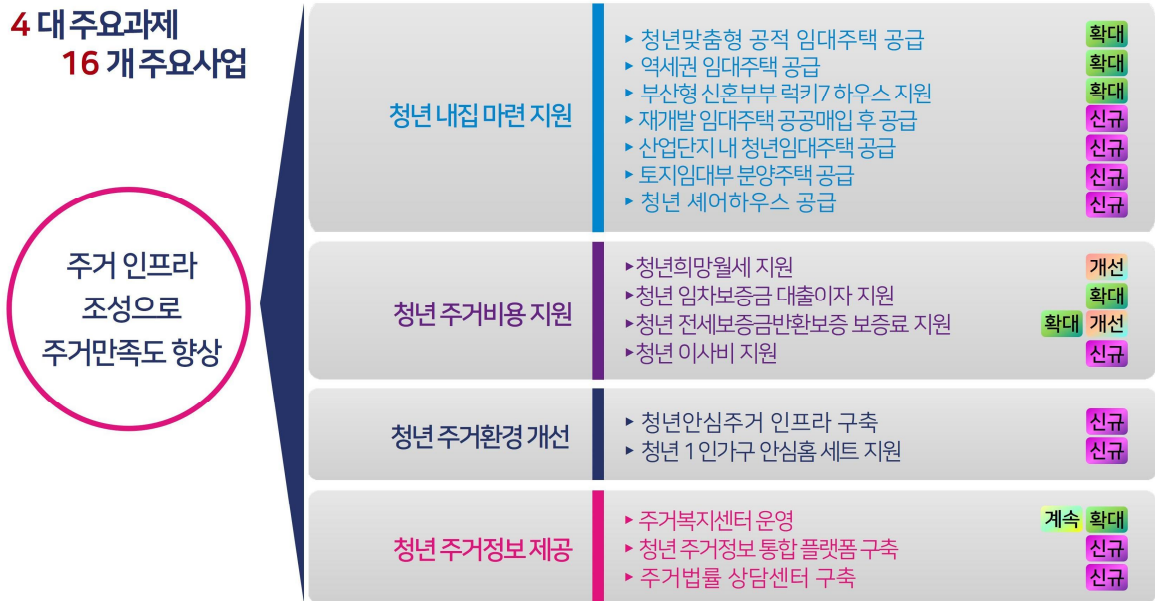 4 대 주요과제
16 개 주요사업
주거 인프라
조성으로
주거만족도 향상
청년 내집 마련 지원
▸ 청년맞춤형 공적 임대주택 공급 확대
▸ 역세권 임대주택 공급 확대
▸ 부산형 신혼부부 럭키7 하우스 지원 확대
▸ 재개발 임대주택 공공매입 후 공급 신규
▸ 산업단지 내 청년임대주택 공급 신규
▸ 토지임대부 분양주택 공급 신규
▸ 청년 셰어하우스 공급 신규
청년 주거비용 지원
▸청년희망월세 지원 개선
▸청년 임차보증금 대출이자 지원 확대
▸청년 전세보증금반환보증 보증료 지원 확대 개선
▸청년 이사비 지원 신규
청년 주거환경 개선
▸ 청년안심주거 인프라 구축 신규
▸ 청년 1인가구 안심홈 세트 지원 신규
청년 주거정보 제공
▸ 주거복지센터 운영 계속 확대
▸ 청년 주거정보 통합 플랫폼 구축 신규
▸ 주거법률 상담센터 구축 신규